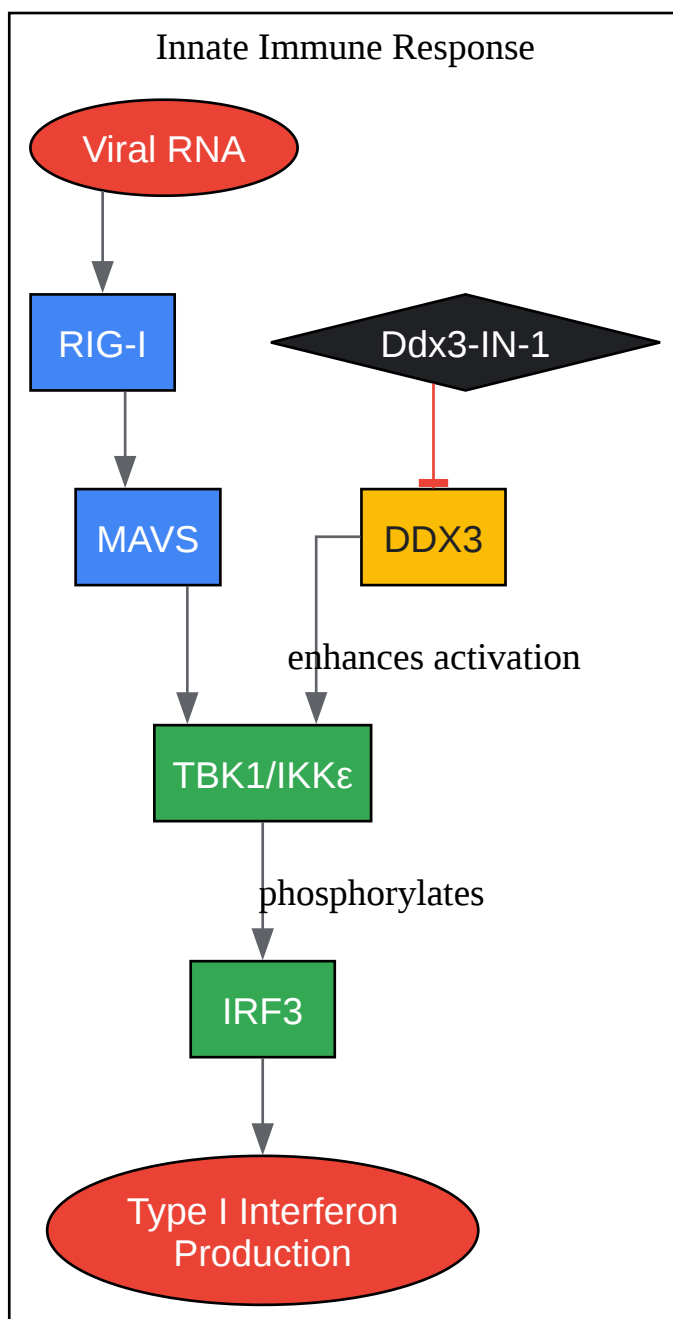 Innate Immune Response
Viral RNA
RIG-I
Ddx3-IN-1
MAVS
DDX3
enhances activation
TBK1/IKKε
phosphorylates
IRF3
Type I Interferon
Production